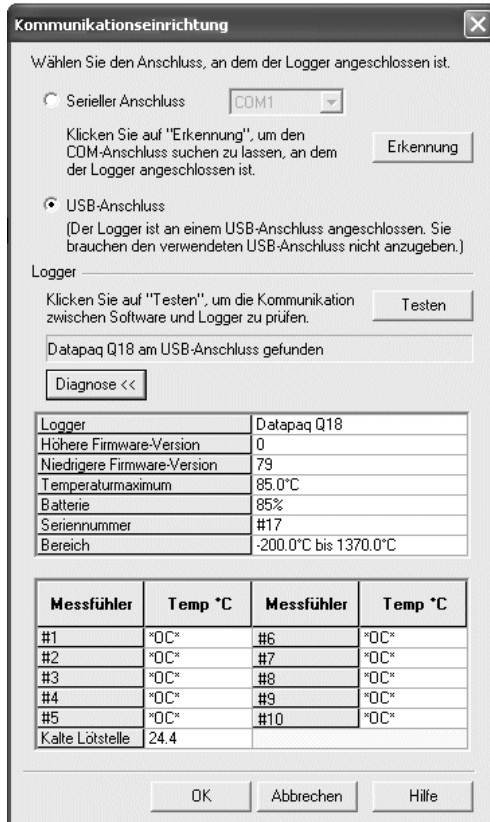 Kommunikationseinrichtung
Wählen Sie den Anschluss, an dem der Logger angeschlossen ist.
Serieller Anschluss COM1
Klicken Sie auf "Erkennung", um den
COM-Anschluss suchen zu lassen, an dem
der Logger angeschlossen ist.
Erkennung
USB-Anschluss
(Der Logger ist an einem USB-Anschluss angeschlossen. Sie
brauchen den verwendeten USB-Anschluss nicht anzugeben.)
Logger
Klicken Sie auf "Testen", um die Kommunikation
zwischen Software und Logger zu prüfen.
Testen
Datapaq Q18 am USB-Anschluss gefunden
Diagnose <<
Logger Datapaq Q18
Höhere Firmware-Version 0
Niedrigere Firmware-Version 79
Temperaturmaximum 85.0°C
Batterie 85%
Seriennummer #17
Bereich -200.0°C bis 1370.0°C
Messfühler Temp °C Messfühler Temp °C
#1 *OC* #6 *OC*
#2 *OC* #7 *OC*
#3 *OC* #8 *OC*
#4 *OC* #9 *OC*
#5 *OC* #10 *OC*
Kalte Lötstelle 24.4
OK Abbrechen Hilfe